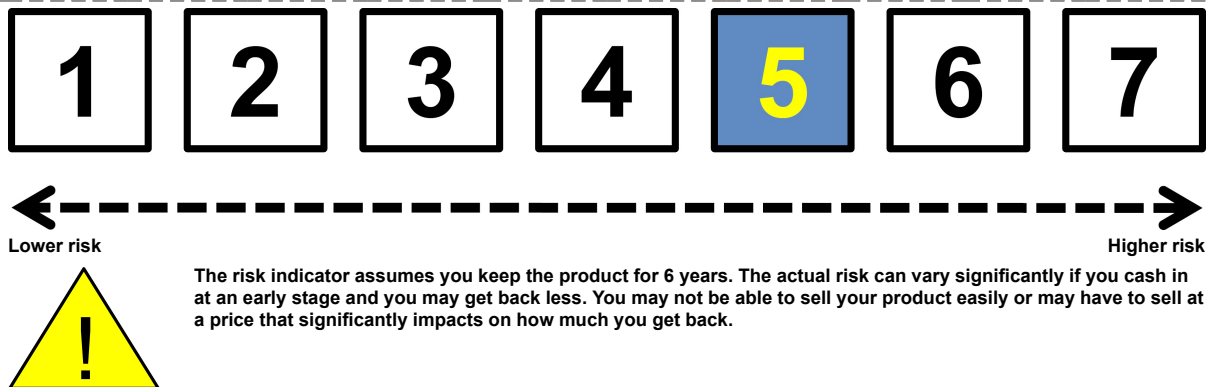 1 2 3 4 5 6 7
Lower risk Higher risk
The risk indicator assumes you keep the product for 6 years. The actual risk can vary significantly if you cash in
at an early stage and you may get back less. You may not be able to sell your product easily or may have to sell at
a price that significantly impacts on how much you get back.
!